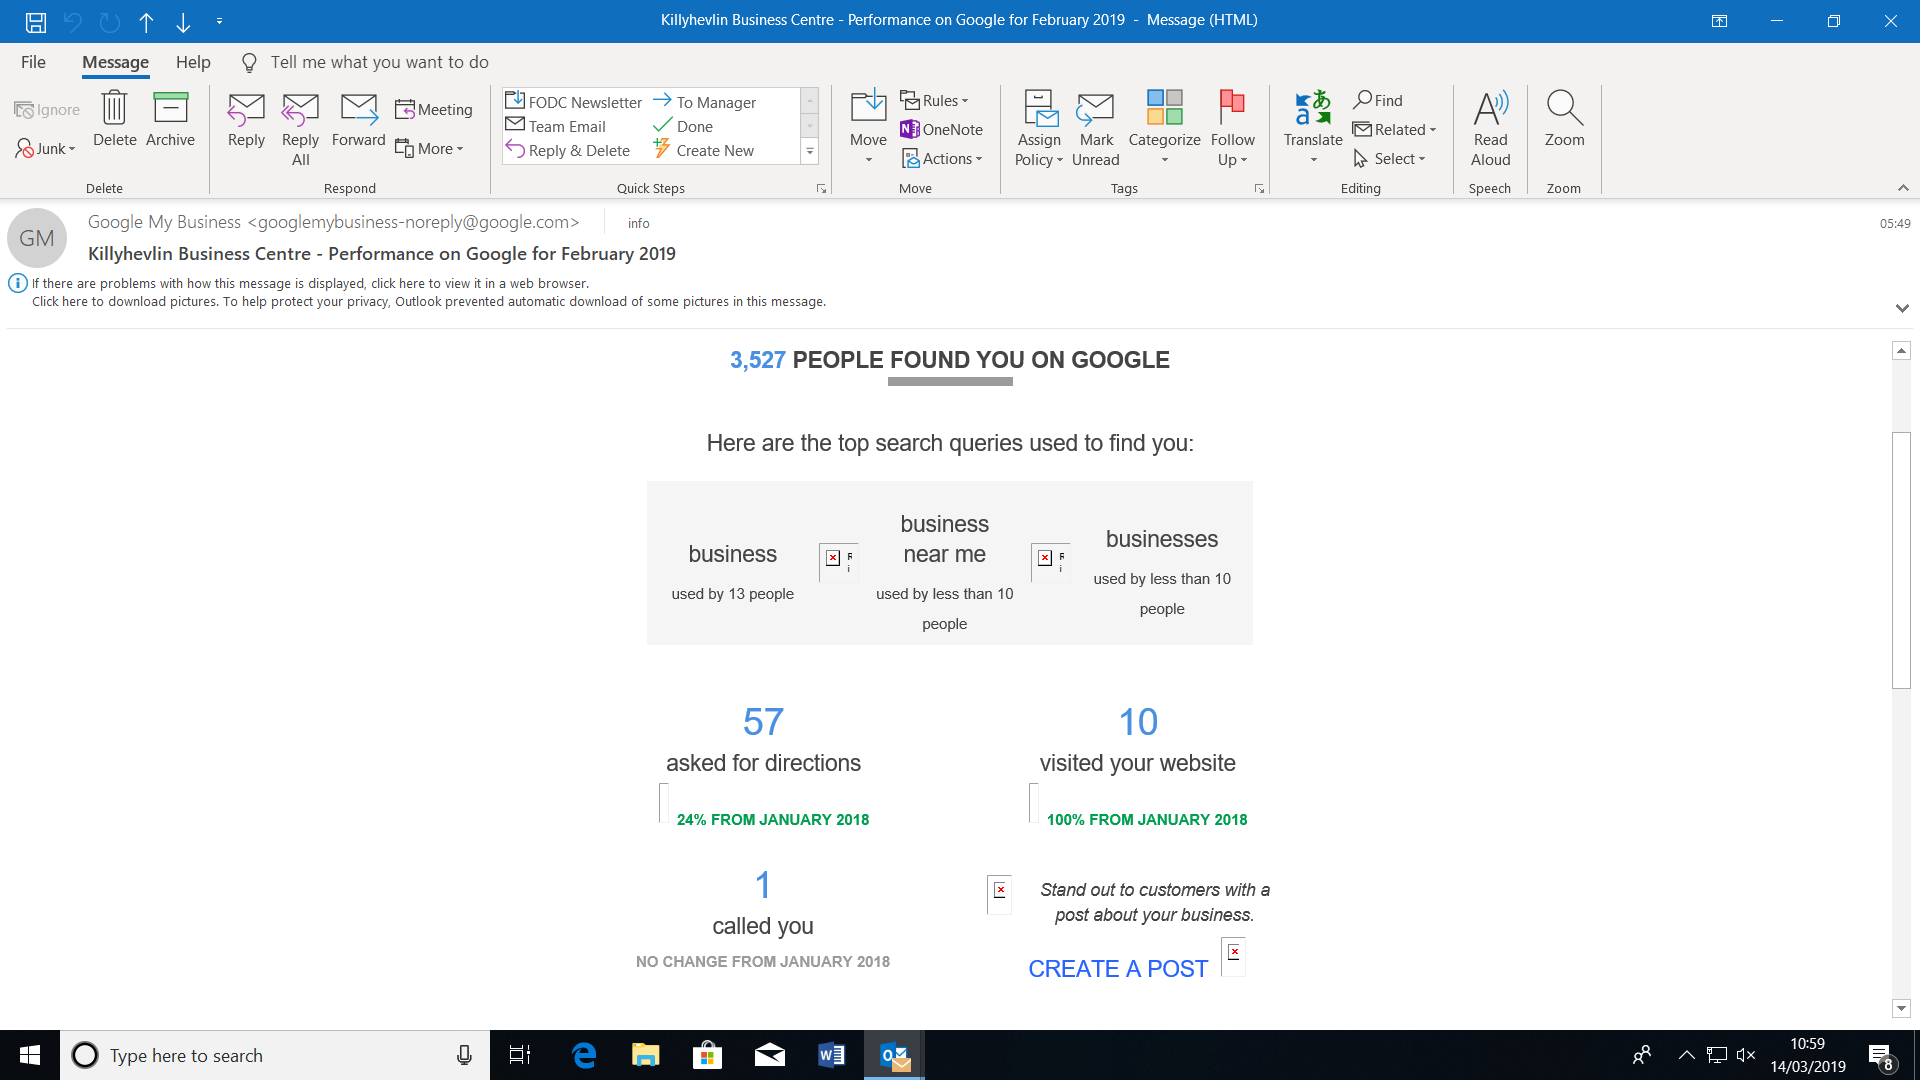 Killyhevlin Business Centre - Performance on Google for February 2019 - Message (HTML)
File Message Help Tell me what you want to do
Ignore
Junk
Delete
Archive
Delete
Reply
Reply All
Forward
Meeting
More
Respond
FODC Newsletter
To Manager
Team Email
Done
Reply & Delete
Create New
Quick Steps
Move
Rules
OneNote
Actions
Move
Assign Policy
Mark Unread
Categorize
Follow Up
Tags
Translate
Find
Related
Select
Editing
Read Aloud
Speech
Zoom
Zoom
GM
Google My Business <googlemybusiness-noreply@google.com>
info
05:49
Killyhevlin Business Centre - Performance on Google for February 2019
If there are problems with how this message is displayed, click here to view it in a web browser.
Click here to download pictures. To help protect your privacy, Outlook prevented automatic download of some pictures in this message.
3,527 PEOPLE FOUND YOU ON GOOGLE
Here are the top search queries used to find you:
business
used by 13 people
R
i
business
near me
used by less than 10
people
R
i
businesses
used by less than 10
people
57
asked for directions
24% FROM JANUARY 2018
10
visited your website
100% FROM JANUARY 2018
1
called you
NO CHANGE FROM JANUARY 2018
Stand out to customers with a
post about your business.
CREATE A POST
Type here to search
10:59
14/03/2019
8